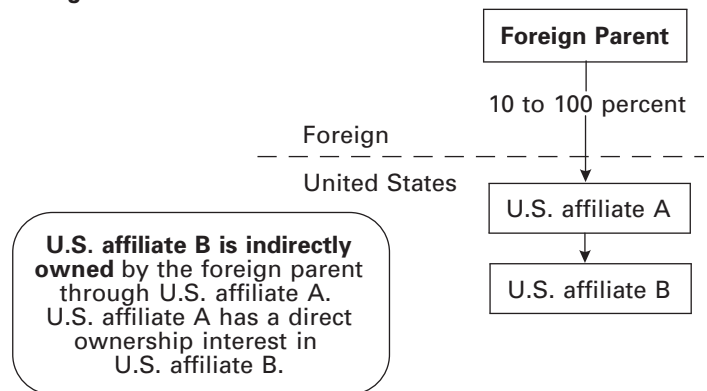 Foreign Parent
10 to 100 percent
Foreign
United States
U.S. affiliate A
U.S. affiliate B
U.S. affiliate B is indirectly
owned by the foreign parent
through U.S. affiliate A.
U.S. affiliate A has a direct
ownership interest in
U.S. affiliate B.